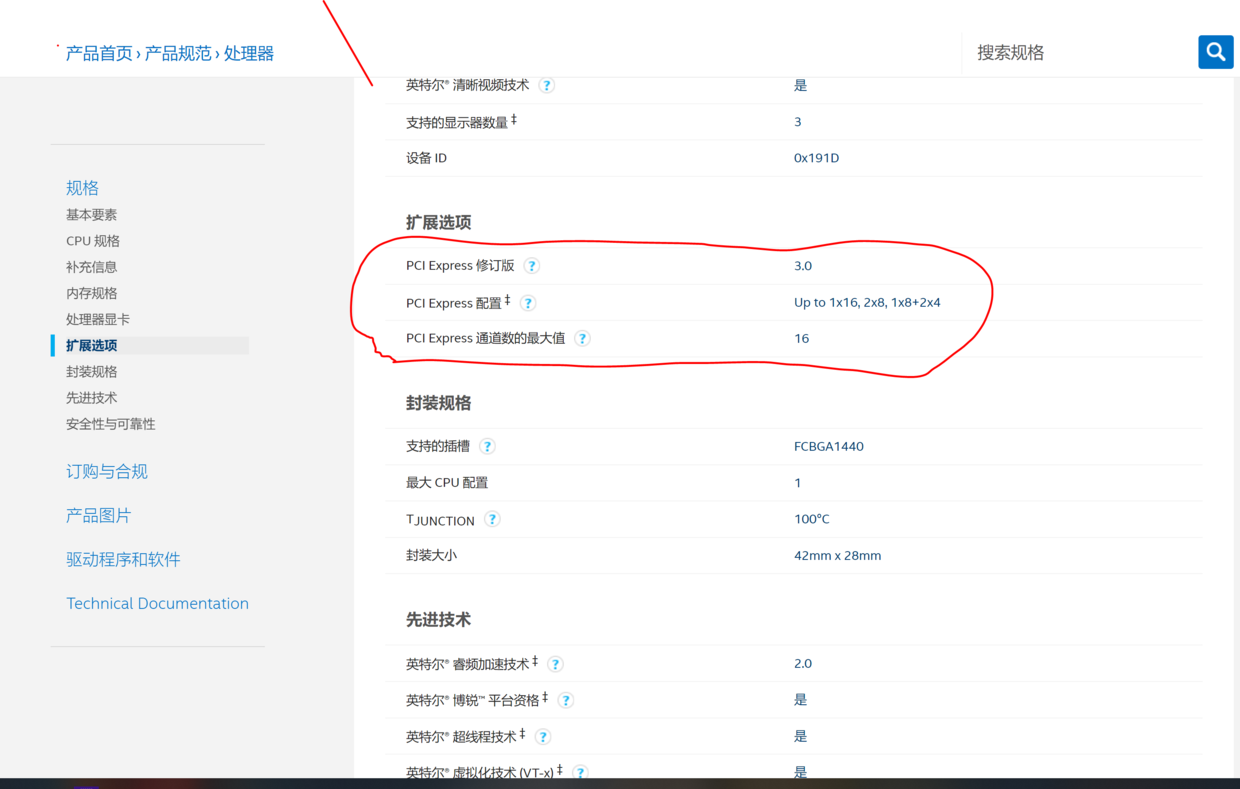 产品首页 › 产品规范 › 处理器
搜索规格
英特尔® 清晰视频技术 ? 是
支持的显示器数量 ‡ 3
设备 ID 0x191D
规格
基本要素
CPU 规格
补充信息
内存规格
处理器显卡
扩展选项
封装规格
先进技术
安全性与可靠性
订购与合规
产品图片
驱动程序和软件
Technical Documentation
扩展选项
PCI Express 修订版 ? 3.0
PCI Express 配置 ‡ ? Up to 1x16, 2x8, 1x8+2x4
PCI Express 通道数的最大值 ? 16
封装规格
支持的插槽 ? FCBGA1440
最大 CPU 配置 1
TJUNCTION ? 100°C
封装大小 42mm x 28mm
先进技术
英特尔® 睿频加速技术 ‡ ? 2.0
英特尔® 博锐™ 平台资格 ‡ ? 是
英特尔® 超线程技术 ‡ ? 是
英特尔® 虚拟化技术 (VT-x) ‡ ? 是